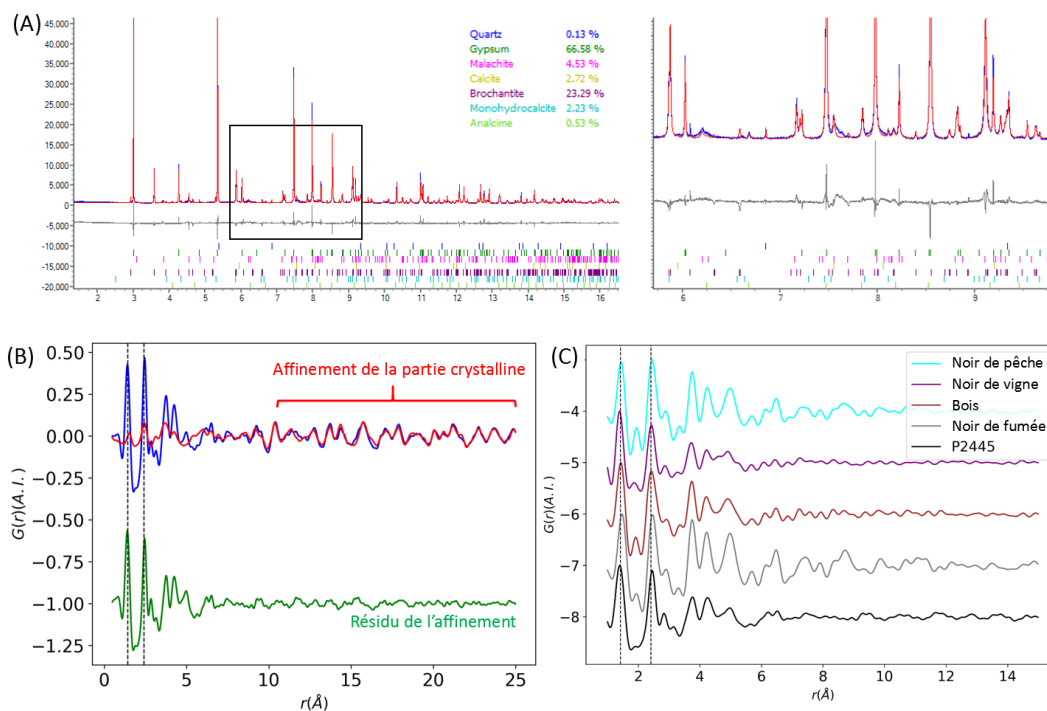 (A)
45,000
40,000
35,000
30,000
25,000
20,000
15,000
10,000
5,000
0
-5,000
-10,000
-15,000
-20,000
2 3 4 5 6 7 8 9 10 11 12 13 14 15 16
Quartz 0.13 %
Gypsum 66.58 %
Malachite 4.53 %
Calcite 2.72 %
Brochantite 23.29 %
Monohydrocalcite 2.23 %
Analcime 0.53 %
6 7 8 9
(B)
0.50
0.25
0.00
−0.25
−0.50
−0.75
−1.00
−1.25
G(r)(A.I.)
Affinement de la partie crystalline
Résidu de l’affinement
0 5 10 15 20 25
r(Å)
(C)
Noir de pêche
Noir de vigne
Bois
Noir de fumée
P2445
−4
−5
−6
−7
−8
G(r)(A.I.)
2 4 6 8 10 12 14
r(Å)